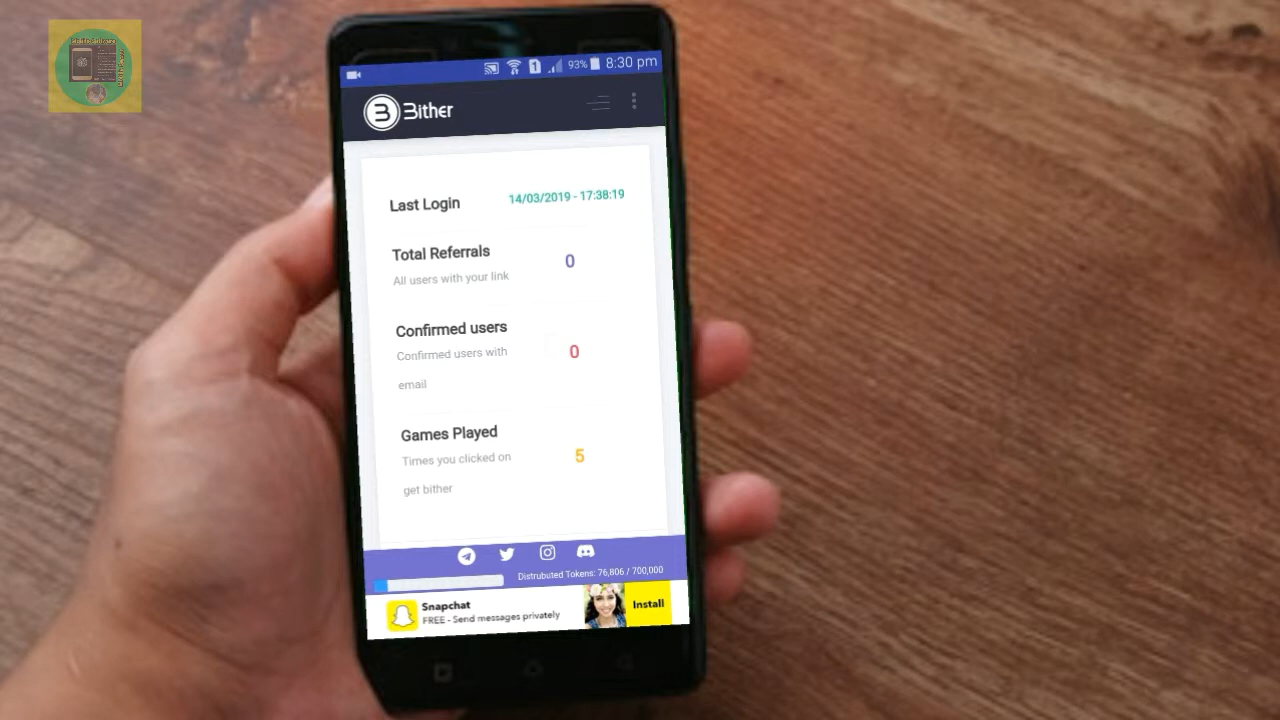 1 93% 8:30 pm
Bither
Last Login 14/03/2019 - 17:38:19
Total Referrals 0
All users with your link
Confirmed users
Confirmed users with 0
email
Games Played
Times you clicked on 5
get bither
Distrubuted Tokens: 76,806 / 700,000
Snapchat
FREE - Send messages privately
Install